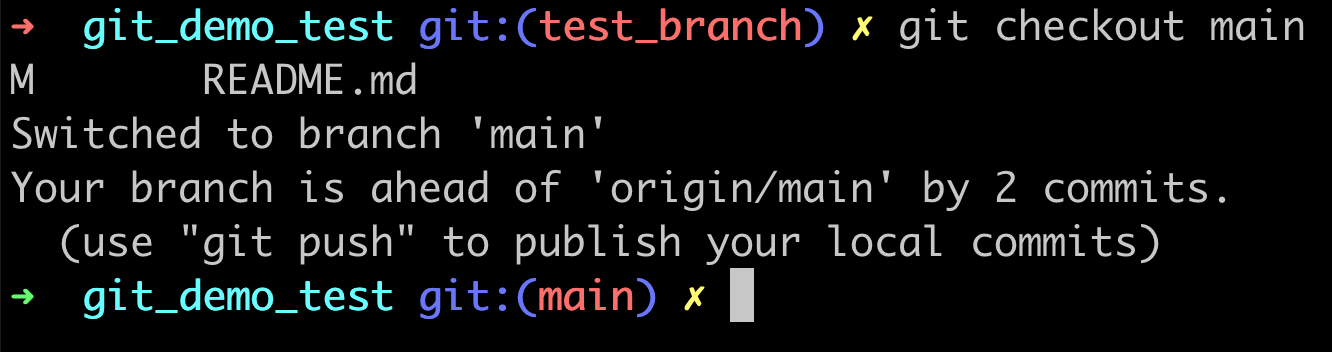 ➜  git_demo_test git:(test_branch) ✗ git checkout main
M       README.md
Switched to branch 'main'
Your branch is ahead of 'origin/main' by 2 commits.
  (use "git push" to publish your local commits)
➜  git_demo_test git:(main) ✗